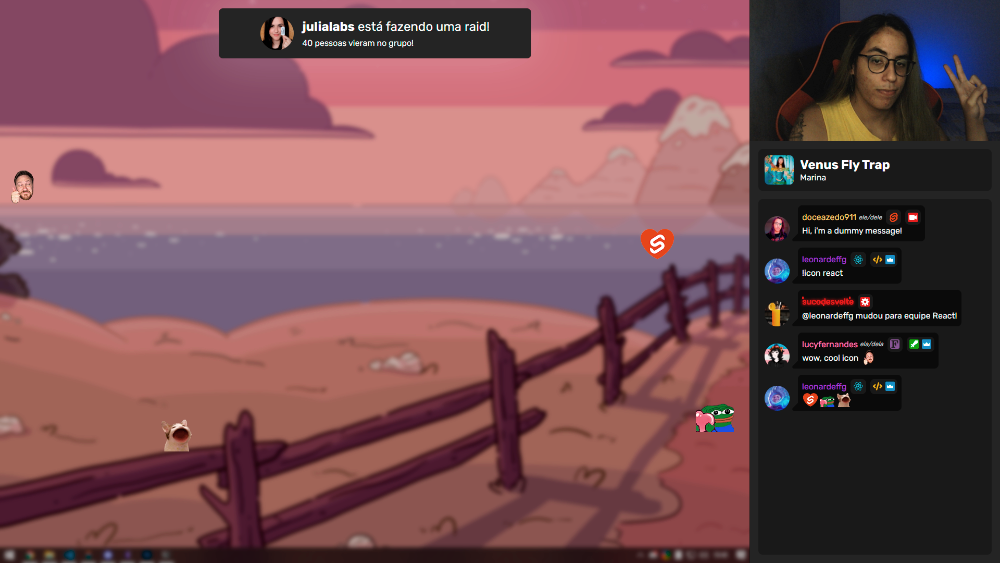 julialabs está fazendo uma raid!
40 pessoas vieram no grupo!
Venus Fly Trap
Marina
doceazedo911 ele/dele
Hi, i'm a dummy message!
leonardeffg
!icon react
sucodesvelte
@leonardeffg mudou para equipe React!
lucyfernandes ela/dela
wow, cool icon
leonardeffg